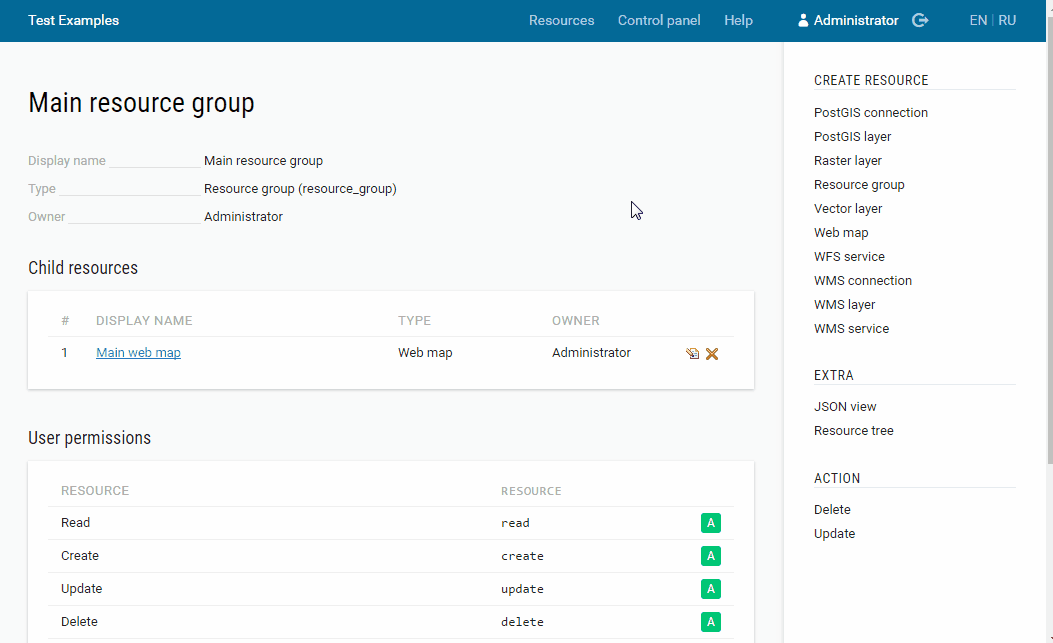 Test Examples Resources Control panel Help Administrator EN | RU
Main resource group
Display name Main resource group
Type Resource group (resource_group)
Owner Administrator
Child resources
# DISPLAY NAME TYPE OWNER
1 Main web map Web map Administrator
User permissions
RESOURCE RESOURCE
Read read A
Create create A
Update update A
Delete delete A
CREATE RESOURCE
PostGIS connection
PostGIS layer
Raster layer
Resource group
Vector layer
Web map
WFS service
WMS connection
WMS layer
WMS service
EXTRA
JSON view
Resource tree
ACTION
Delete
Update